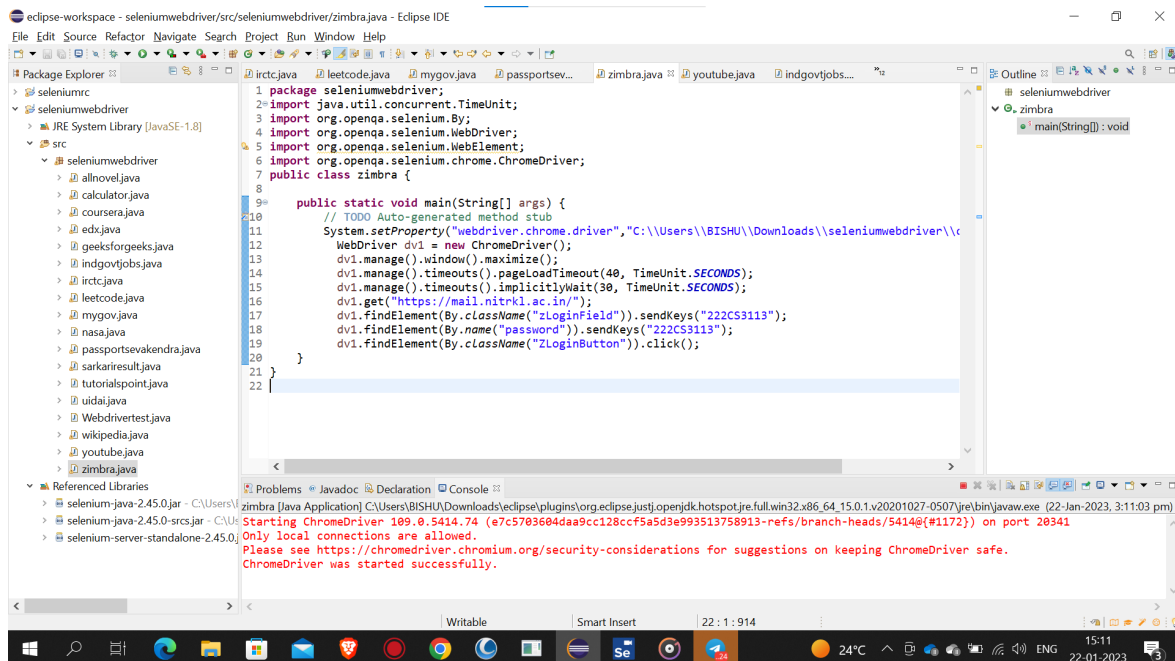 eclipse-workspace - seleniumwebdriver/src/seleniumwebdriver/zimbra.java - Eclipse IDE
File Edit Source Refactor Navigate Search Project Run Window Help
Package Explorer
seleniumrc
seleniumwebdriver
JRE System Library [JavaSE-1.8]
src
seleniumwebdriver
allnovel.java
calculator.java
coursera.java
edx.java
geeksforgeeks.java
indgovtjobs.java
irctc.java
leetcode.java
mygov.java
nasa.java
passportsevakendra.java
sarkariresult.java
tutorialspoint.java
uidai.java
Webdrivertest.java
wikipedia.java
youtube.java
zimbra.java
Referenced Libraries
selenium-java-2.45.0.jar - C:\Users\
selenium-java-2.45.0-srcs.jar - C:\Us
selenium-server-standalone-2.45.0.j
irctc.java leetcode.java mygov.java passportsev... zimbra.java youtube.java indgovtjobs.... »12
1 package seleniumwebdriver;
2 import java.util.concurrent.TimeUnit;
3 import org.openqa.selenium.By;
4 import org.openqa.selenium.WebDriver;
5 import org.openqa.selenium.WebElement;
6 import org.openqa.selenium.chrome.ChromeDriver;
7 public class zimbra {
8
9 public static void main(String[] args) {
10 // TODO Auto-generated method stub
11 System.setProperty("webdriver.chrome.driver","C:\\Users\\BISHU\\Downloads\\seleniumwebdriver\\c
12 WebDriver dv1 = new ChromeDriver();
13 dv1.manage().window().maximize();
14 dv1.manage().timeouts().pageLoadTimeout(40, TimeUnit.SECONDS);
15 dv1.manage().timeouts().implicitlyWait(30, TimeUnit.SECONDS);
16 dv1.get("https://mail.nitrkl.ac.in/");
17 dv1.findElement(By.className("zLoginField")).sendKeys("222CS3113");
18 dv1.findElement(By.name("password")).sendKeys("222CS3113");
19 dv1.findElement(By.className("ZLoginButton")).click();
20 }
21 }
22
Outline
seleniumwebdriver
zimbra
main(String[]) : void
Problems Javadoc Declaration Console
zimbra [Java Application] C:\Users\BISHU\Downloads\eclipse\plugins\org.eclipse.justj.openjdk.hotspot.jre.full.win32.x86_64_15.0.1.v20201027-0507\jre\bin\javaw.exe (22-Jan-2023, 3:11:03 pm)
Starting ChromeDriver 109.0.5414.74 (e7c5703604daa9cc128ccf5a5d3e993513758913-refs/branch-heads/5414@{#1172}) on port 20341
Only local connections are allowed.
Please see https://chromedriver.chromium.org/security-considerations for suggestions on keeping ChromeDriver safe.
ChromeDriver was started successfully.
Writable Smart Insert 22 : 1 : 914
Se
24
24°C ENG
15:11
22-01-2023
3